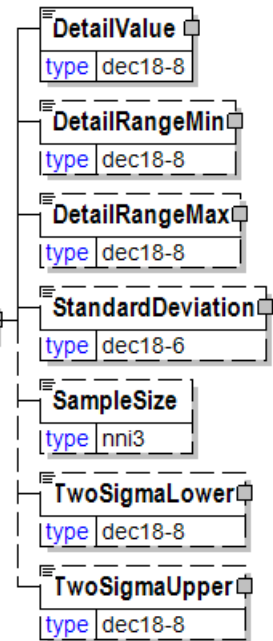 DetailValue
type dec18-8
DetailRangeMin
type dec18-8
DetailRangeMax
type dec18-8
StandardDeviation
type dec18-6
SampleSize
type nni3
TwoSigmaLower
type dec18-8
TwoSigmaUpper
type dec18-8